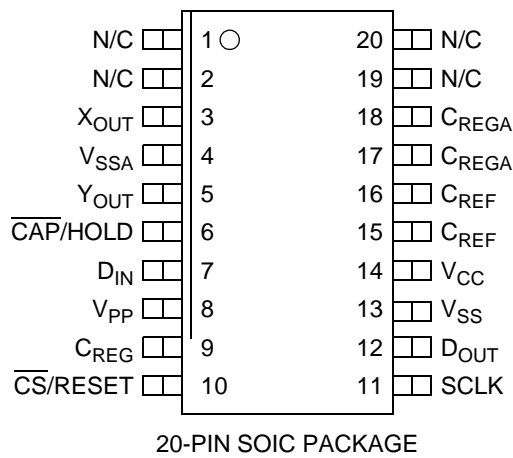 N/C 1 20 N/C
N/C 2 19 N/C
XOUT 3 18 CREGA
VSSA 4 17 CREGA
YOUT 5 16 CREF
CAP/HOLD 6 15 CREF
DIN 7 14 VCC
VPP 8 13 VSS
CREG 9 12 DOUT
CS/RESET 10 11 SCLK
20-PIN SOIC PACKAGE